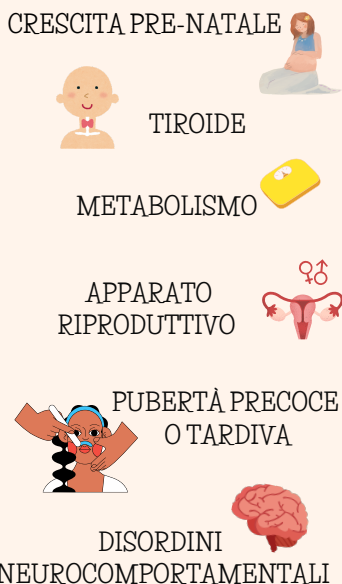 CRESCITA PRE-NATALE
TIROIDE
METABOLISMO
APPARATO
RIPRODUTTIVO
PUBERTÀ PRECOCE
O TARDIVA
DISORDINI
NEUROCOMPORTAMENTALI